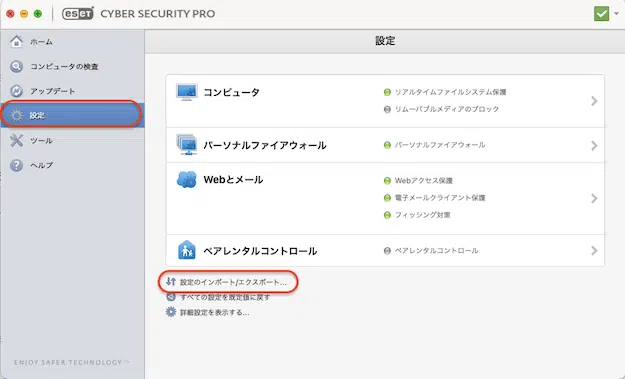 eset CYBER SECURITY PRO
ホーム
コンピュータの検査
アップデート
設定
ツール
ヘルプ
ENJOY SAFER TECHNOLOGY™
設定
コンピュータ
リアルタイムファイルシステム保護
リムーバブルメディアのブロック
パーソナルファイアウォール
パーソナルファイアウォール
Webとメール
Webアクセス保護
電子メールクライアント保護
フィッシング対策
ペアレンタルコントロール
ペアレンタルコントロール
設定のインポート/エクスポート...
すべての設定を既定値に戻す
詳細設定を表示する...